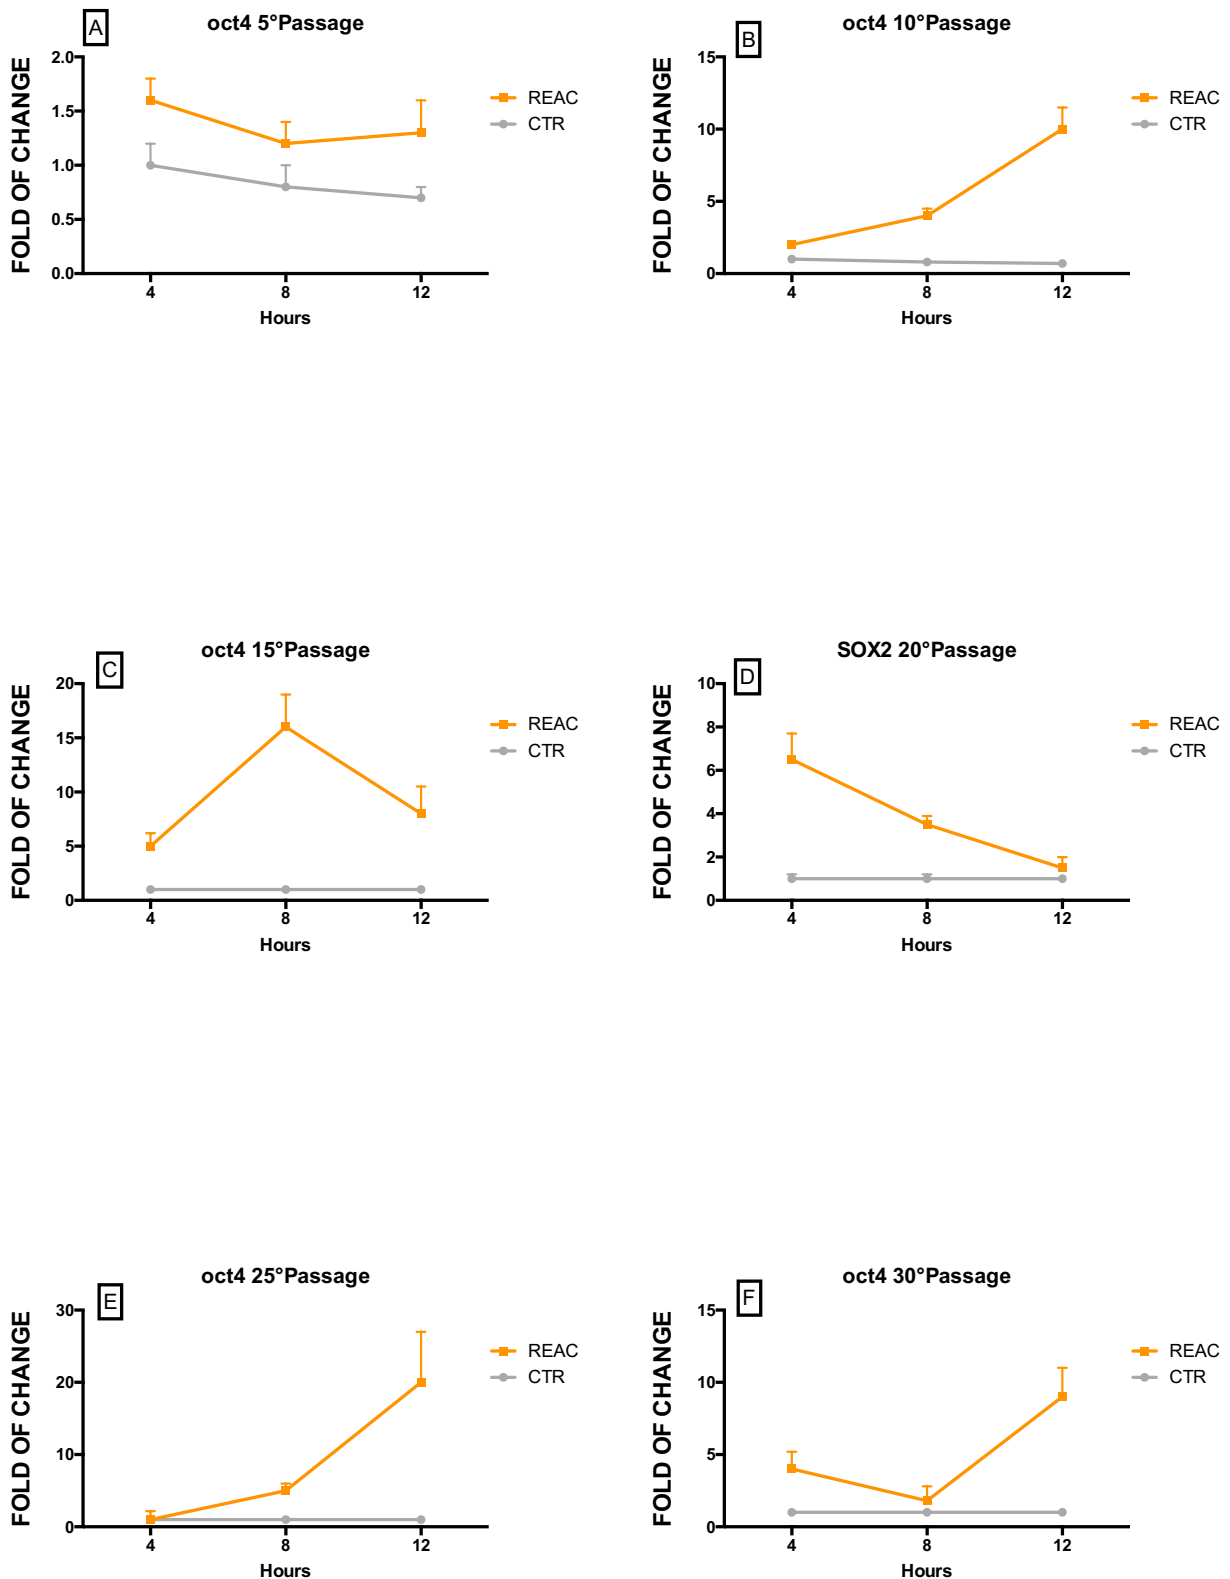 A
oct4 5°Passage
FOLD OF CHANGE
2.0
1.5
1.0
0.5
0.0
4
8
12
Hours
REAC
CTR
B
oct4 10°Passage
FOLD OF CHANGE
15
10
5
0
4
8
12
Hours
REAC
CTR
C
oct4 15°Passage
FOLD OF CHANGE
20
15
10
5
0
4
8
12
Hours
REAC
CTR
D
SOX2 20°Passage
FOLD OF CHANGE
10
8
6
4
2
0
4
8
12
Hours
REAC
CTR
E
oct4 25°Passage
FOLD OF CHANGE
30
20
10
0
4
8
12
Hours
REAC
CTR
F
oct4 30°Passage
FOLD OF CHANGE
15
10
5
0
4
8
12
Hours
REAC
CTR